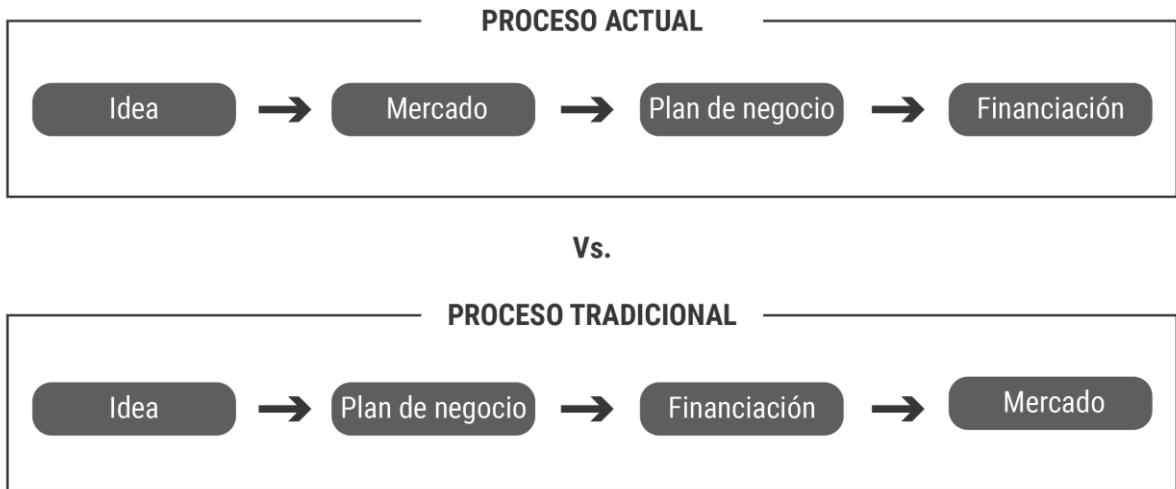 PROCESO ACTUAL
Idea
Mercado
Plan de negocio
Financiación
Vs.
PROCESO TRADICIONAL
Idea
Plan de negocio
Financiación
Mercado